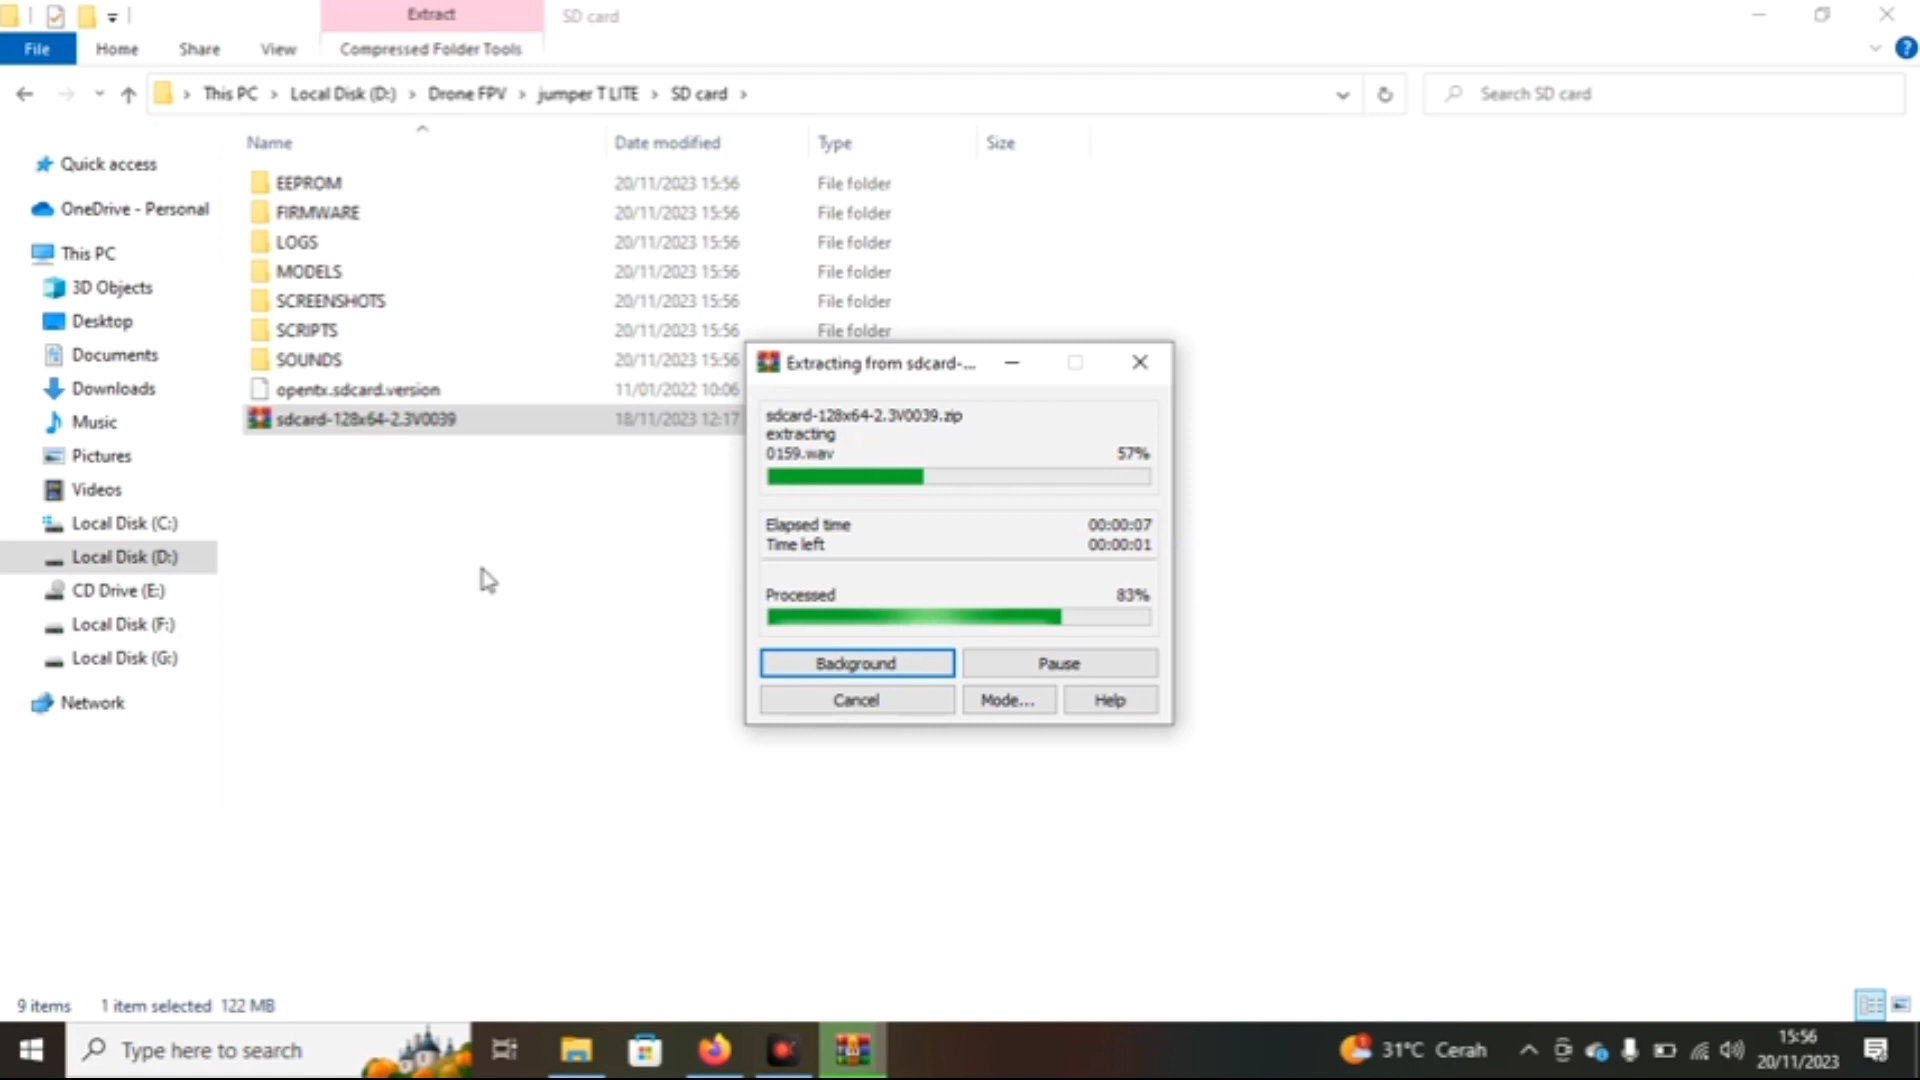 Extract
SD card
File
Home
Share
View
Compressed Folder Tools
This PC
Local Disk (D:)
Drone FPV
jumper T LITE
SD card
Search SD card
Name
Date modified
Type
Size
Quick access
OneDrive - Personal
This PC
3D Objects
Desktop
Documents
Downloads
Music
Pictures
Videos
Local Disk (C:)
Local Disk (D:)
CD Drive (E:)
Local Disk (F:)
Local Disk (G:)
Network
EEPROM 20/11/2023 15:56 File folder
FIRMWARE 20/11/2023 15:56 File folder
LOGS 20/11/2023 15:56 File folder
MODELS 20/11/2023 15:56 File folder
SCREENSHOTS 20/11/2023 15:56 File folder
SCRIPTS 20/11/2023 15:56 File folder
SOUNDS 20/11/2023 15:56
opentx.sdcard.version 11/01/2022 10:06
sdcard-128x64-2.3V0039 18/11/2023 12:17
Extracting from sdcard-...
sdcard-128x64-2.3V0039.zip
extracting
0159.wav 57%
Elapsed time 00:00:07
Time left 00:00:01
Processed 83%
Background
Pause
Cancel
Mode...
Help
9 items 1 item selected 122 MB
Type here to search
31°C Cerah
15:56
20/11/2023